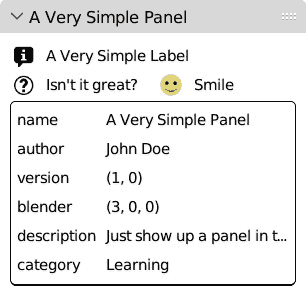 A Very Simple Panel
A Very Simple Label
Isn't it great? Smile
name A Very Simple Panel
author John Doe
version (1, 0)
blender (3, 0, 0)
description Just show up a panel in t...
category Learning